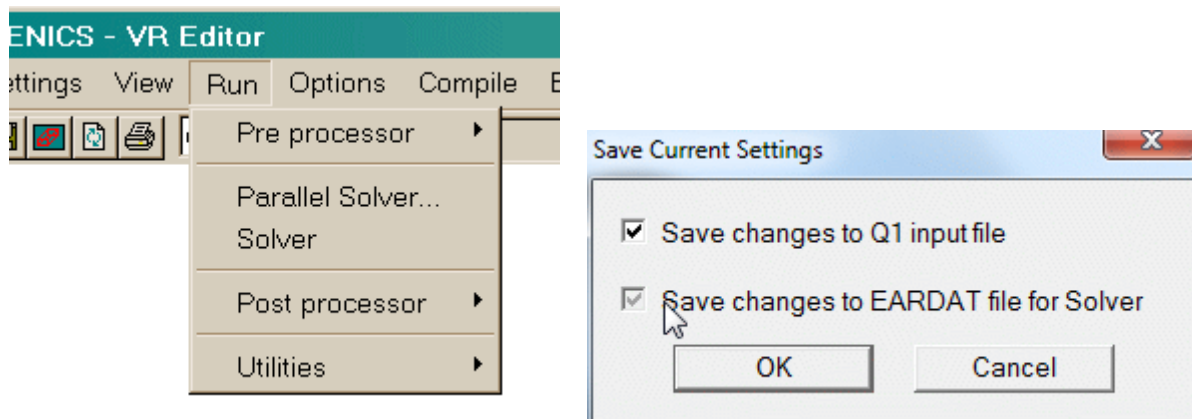 ENICS - VR Editor
ettings View Run Options Compile
Pre processor
Parallel Solver...
Solver
Post processor
Utilities
Save Current Settings
Save changes to Q1 input file
Save changes to EARDAT file for Solver
OK Cancel